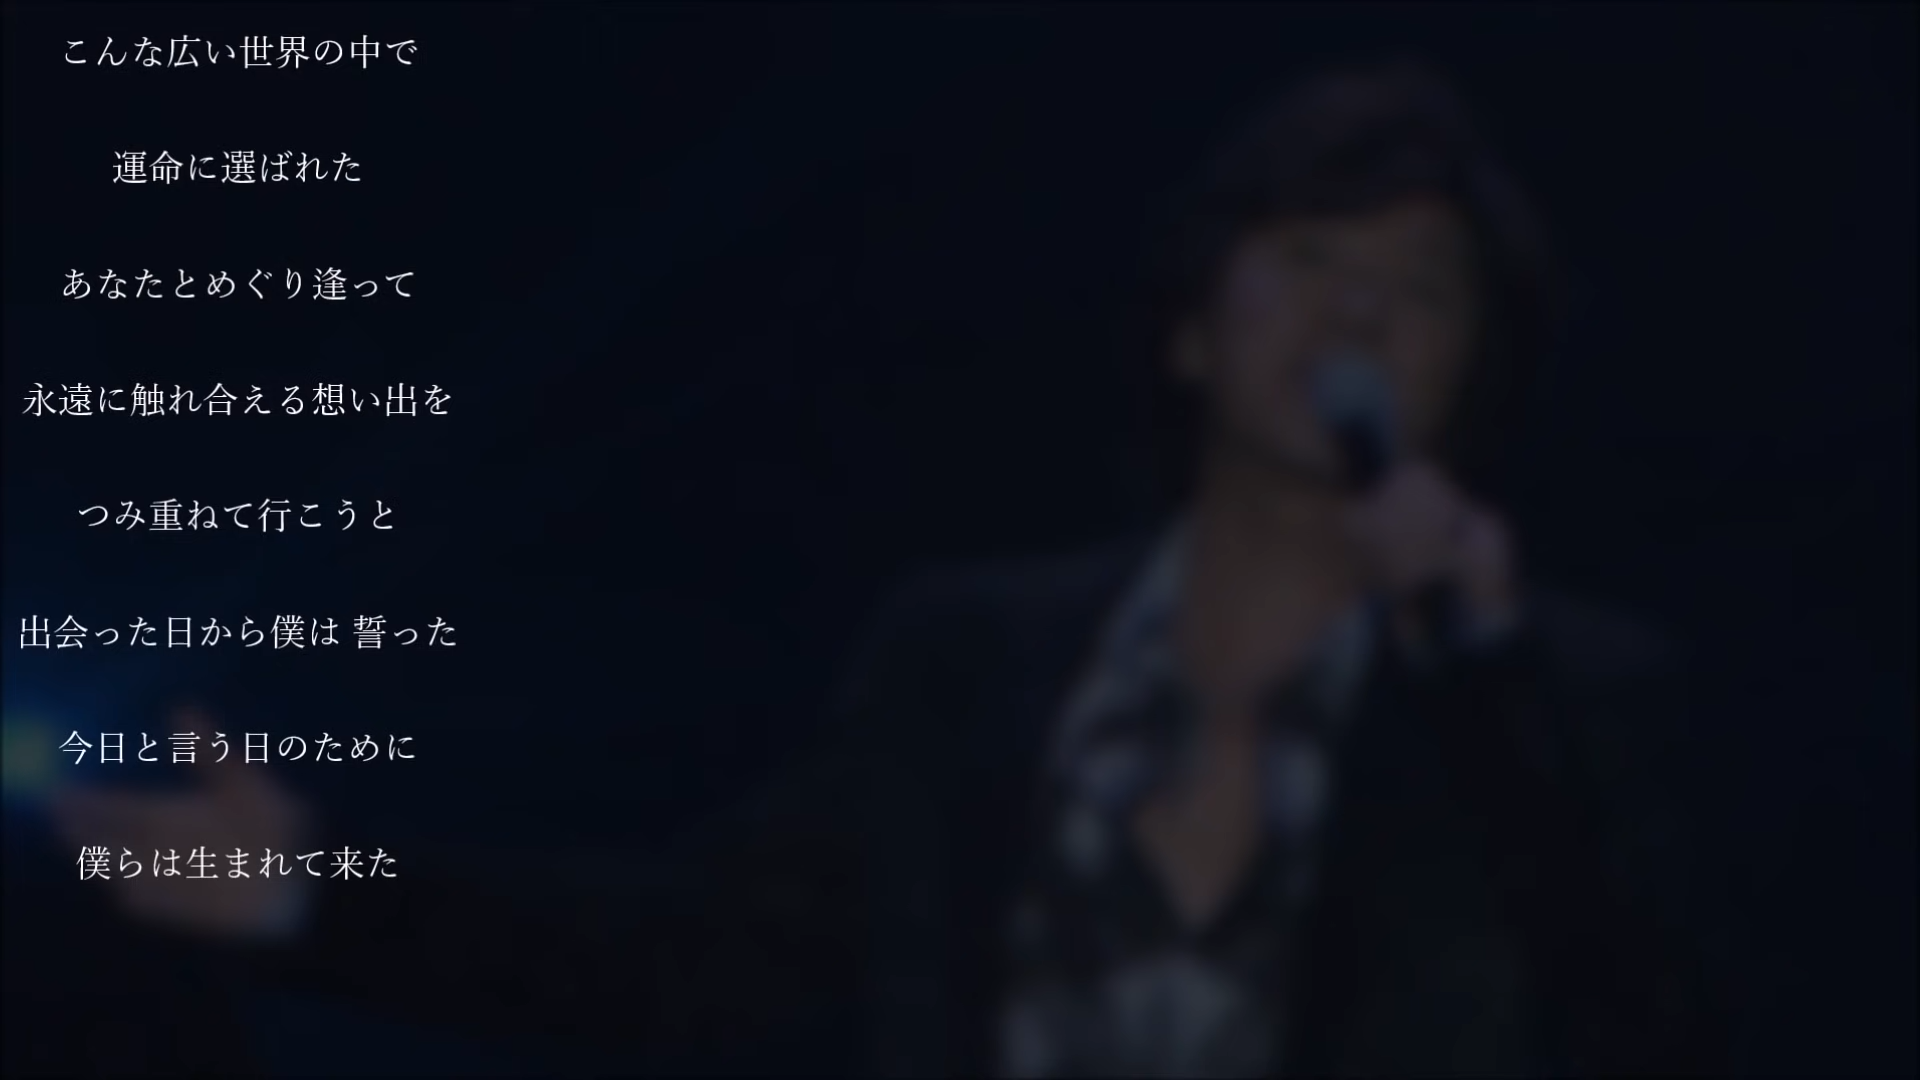 こんな広い世界の中で
運命に選ばれた
あなたとめぐり逢って
永遠に触れ合える想い出を
つみ重ねて行こうと
出会った日から僕は 誓った
今日と言う日のために
僕らは生まれて来た